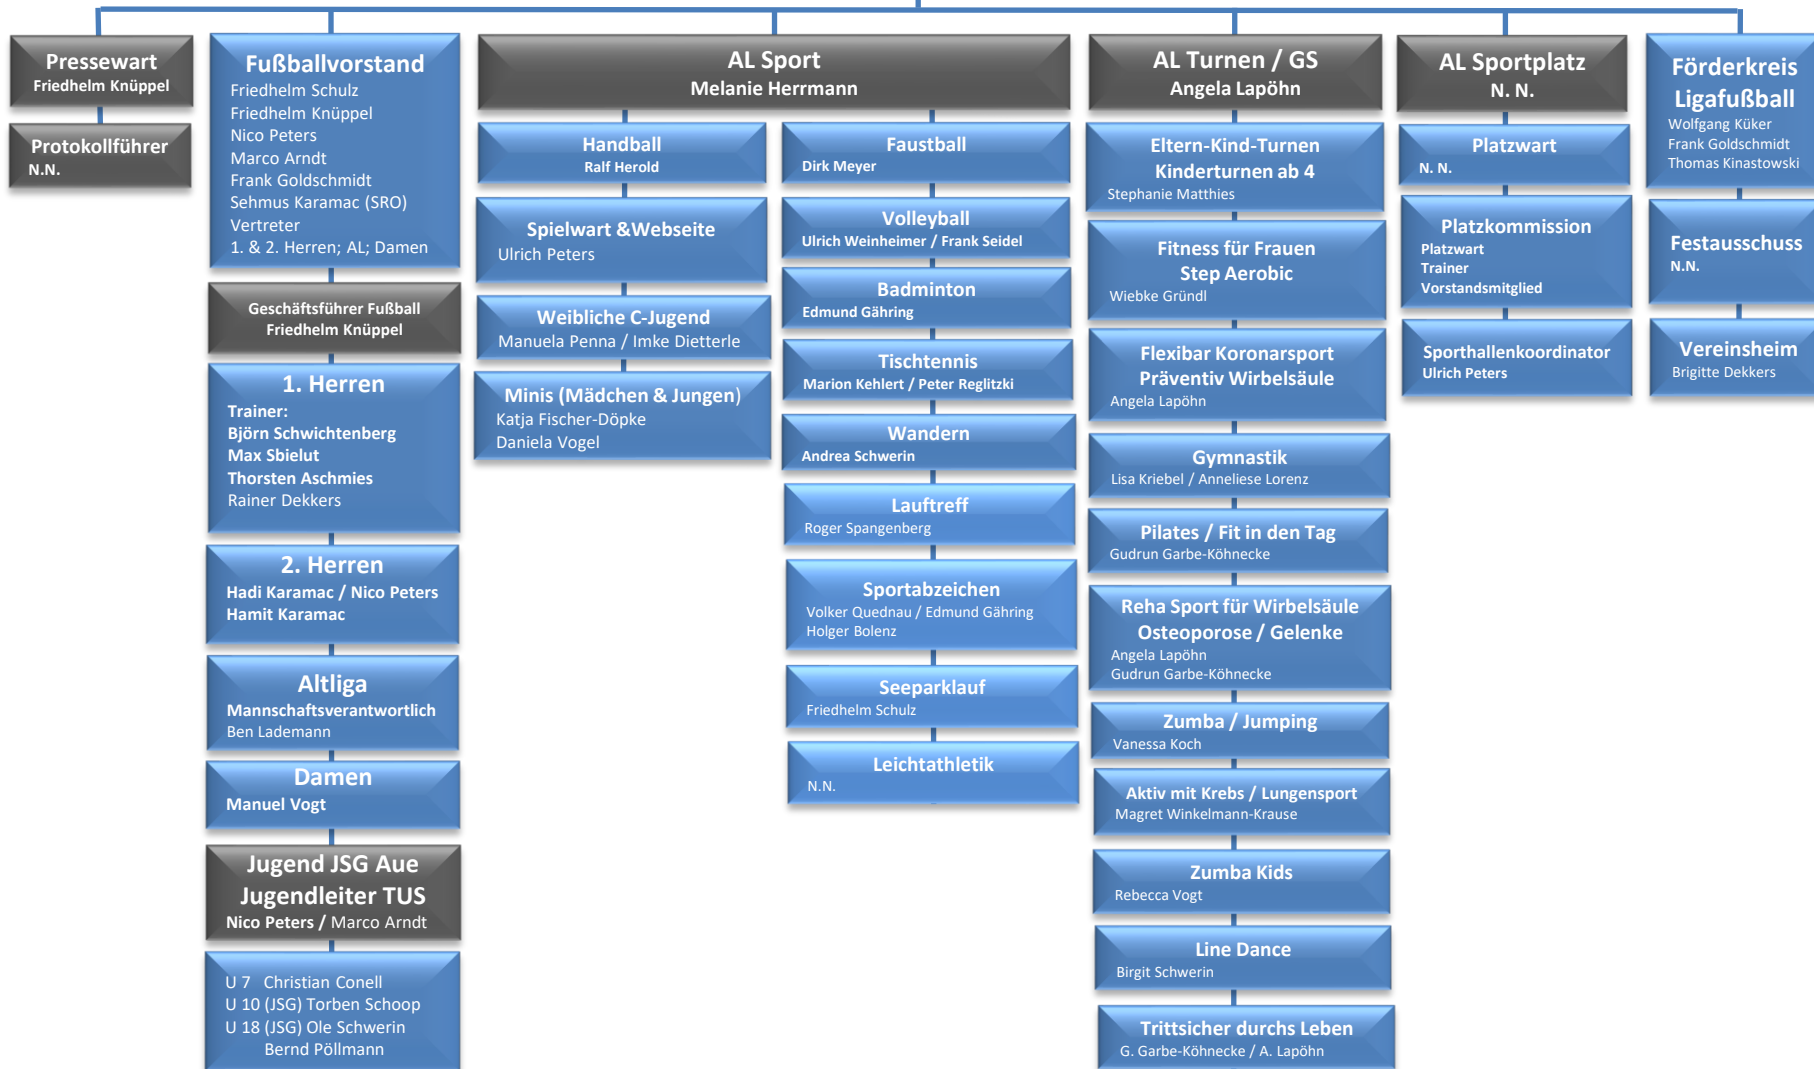 Pressewart
Friedhelm Knüppel
Protokollführer
N.N.
Fußballvorstand
Friedhelm Schulz
Friedhelm Knüppel
Nico Peters
Marco Arndt
Frank Goldschmidt
Sehmus Karamac (SRO)
Vertreter
1. & 2. Herren; AL; Damen
Geschäftsführer Fußball
Friedhelm Knüppel
1. Herren
Trainer:
Björn Schwichtenberg
Max Sbielut
Thorsten Aschmies
Rainer Dekkers
2. Herren
Hadi Karamac / Nico Peters
Hamit Karamac
Altliga
Mannschaftsverantwortlich
Ben Lademann
Damen
Manuel Vogt
Jugend JSG Aue
Jugendleiter TUS
Nico Peters / Marco Arndt
U 7 Christian Conell
U 10 (JSG) Torben Schoop
U 18 (JSG) Ole Schwerin
Bernd Pöllmann
AL Sport
Melanie Herrmann
Handball
Ralf Herold
Spielwart &Webseite
Ulrich Peters
Weibliche C-Jugend
Manuela Penna / Imke Dietterle
Minis (Mädchen & Jungen)
Katja Fischer-Döpke
Daniela Vogel
Faustball
Dirk Meyer
Volleyball
Ulrich Weinheimer / Frank Seidel
Badminton
Edmund Gähring
Tischtennis
Marion Kehlert / Peter Reglitzki
Wandern
Andrea Schwerin
Lauftreff
Roger Spangenberg
Sportabzeichen
Volker Quednau / Edmund Gähring
Holger Bolenz
Seeparklauf
Friedhelm Schulz
Leichtathletik
N.N.
AL Turnen / GS
Angela Lapöhn
Eltern-Kind-Turnen
Kinderturnen ab 4
Stephanie Matthies
Fitness für Frauen
Step Aerobic
Wiebke Gründl
Flexibar Koronarsport
Präventiv Wirbelsäule
Angela Lapöhn
Gymnastik
Lisa Kriebel / Anneliese Lorenz
Pilates / Fit in den Tag
Gudrun Garbe-Köhnecke
Reha Sport für Wirbelsäule
Osteoporose / Gelenke
Angela Lapöhn
Gudrun Garbe-Köhnecke
Zumba / Jumping
Vanessa Koch
Aktiv mit Krebs / Lungensport
Magret Winkelmann-Krause
Zumba Kids
Rebecca Vogt
Line Dance
Birgit Schwerin
Trittsicher durchs Leben
G. Garbe-Köhnecke / A. Lapöhn
AL Sportplatz
N. N.
Platzwart
N. N.
Platzkommission
Platzwart
Trainer
Vorstandsmitglied
Sporthallenkoordinator
Ulrich Peters
Förderkreis
Ligafußball
Wolfgang Küker
Frank Goldschmidt
Thomas Kinastowski
Festausschuss
N.N.
Vereinsheim
Brigitte Dekkers